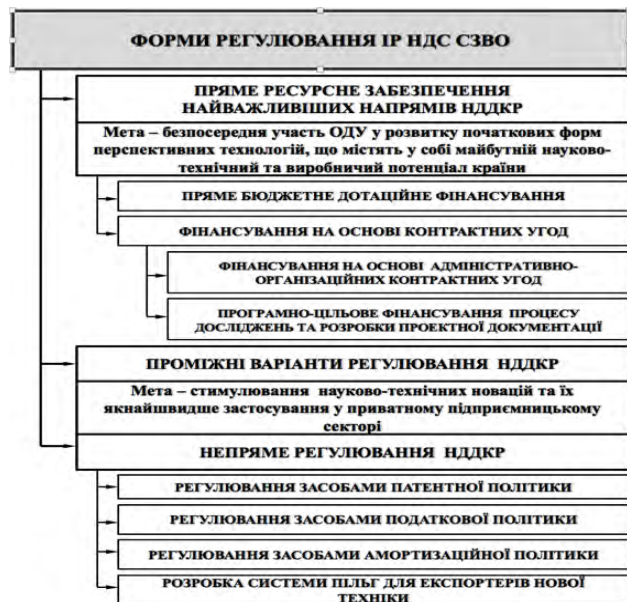 ФОРМИ РЕГУЛЮВАННЯ ІР НДС СЗВО
ПРЯМЕ РЕСУРСНЕ ЗАБЕЗПЕЧЕННЯ
НАЙВАЖЛИВІШИХ НАПРЯМІВ НДДКР
Мета – безпосередня участь ОДУ у розвитку початкових форм
перспективних технологій, що містять у собі майбутній науково-
технічний та виробничий потенціал країни
ПРЯМЕ БЮДЖЕТНЕ ДОТАЦІЙНЕ ФІНАНСУВАННЯ
ФІНАНСУВАННЯ НА ОСНОВІ КОНТРАКТНИХ УГОД
ФІНАНСУВАННЯ НА ОСНОВІ АДМІНІСТРАТИВНО-
ОРГАНІЗАЦІЙНИХ КОНТРАКТНИХ УГОД
ПРОГРАМНО-ЦІЛЬОВЕ ФІНАНСУВАННЯ ПРОЦЕСУ
ДОСЛІДЖЕНЬ ТА РОЗРОБКИ ПРОЕКТНОЇ ДОКУМЕНТАЦІЇ
ПРОМІЖНІ ВАРІАНТИ РЕГУЛЮВАННЯ НДДКР
Мета – стимулювання науково-технічних новацій та їх
якнайшвидше застосування у приватному підприємницькому
секторі
НЕПРЯМЕ РЕГУЛЮВАННЯ НДДКР
РЕГУЛЮВАННЯ ЗАСОБАМИ ПАТЕНТНОЇ ПОЛІТИКИ
РЕГУЛЮВАННЯ ЗАСОБАМИ ПОДАТКОВОЇ ПОЛІТИКИ
РЕГУЛЮВАННЯ ЗАСОБАМИ АМОРТИЗАЦІЙНОЇ ПОЛІТИКИ
РОЗРОБКА СИСТЕМИ ПІЛЬГ ДЛЯ ЕКСПОРТЕРІВ НОВОЇ
ТЕХНІКИ